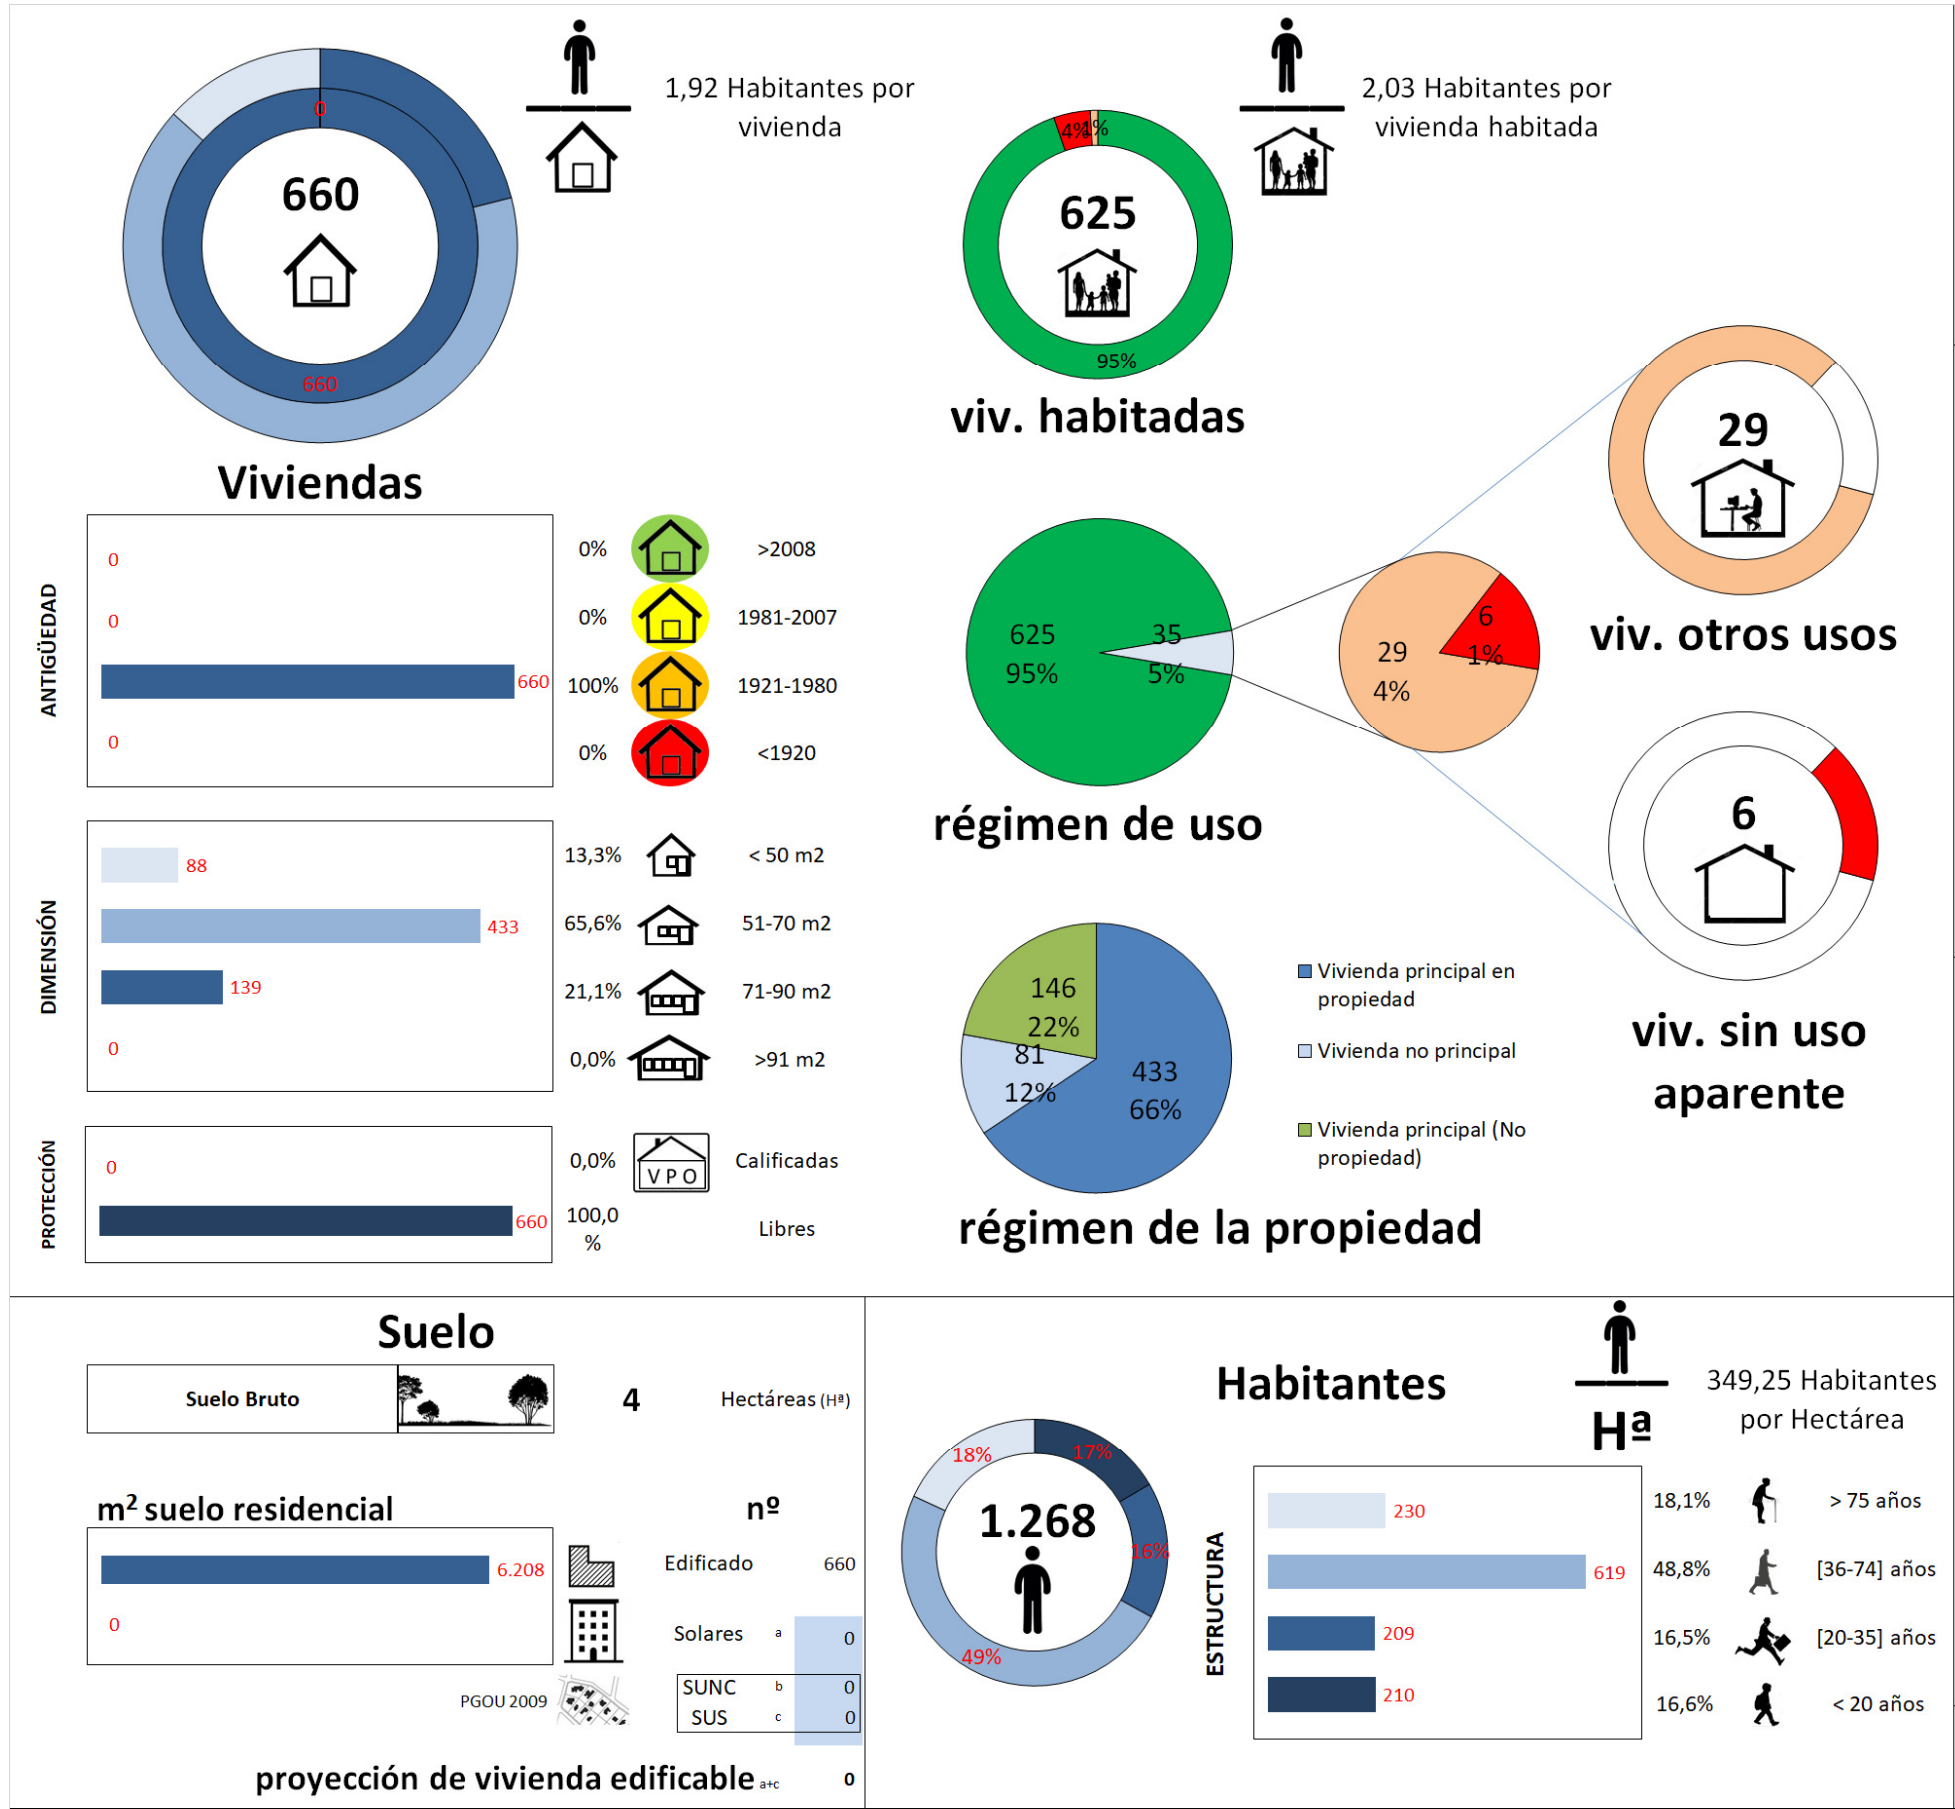 0
660
660
1,92 Habitantes por
vivienda
Viviendas
4%
1%
625
95%
2,03 Habitantes por
vivienda habitada
viv. habitadas
29
viv. otros usos
ANTIGÜEDAD
0
0% >2008
0
0% 1981-2007
660
100% 1921-1980
0
0% <1920
625
95%
35
5%
29
4%
6
1%
régimen de uso
6
viv. sin uso
aparente
DIMENSIÓN
88
13,3% < 50 m2
433
65,6% 51-70 m2
139
21,1% 71-90 m2
0
0,0% >91 m2
146
22%
81
12%
433
66%
Vivienda principal en
propiedad
Vivienda no principal
Vivienda principal (No
propiedad)
régimen de la propiedad
PROTECCIÓN
0
0,0% VPO Calificadas
660
100,0
%
Libres
Suelo
Suelo Bruto 4 Hectáreas (Hª)
m2 suelo residencial nº
6.208 Edificado 660
0 Solares a 0
PGOU 2009
SUNC b 0
SUS c 0
proyección de vivienda edificable a+c 0
Habitantes
Hª
349,25 Habitantes
por Hectárea
18%
17%
16%
49%
1.268
ESTRUCTURA
230 18,1% > 75 años
619 48,8% [36-74] años
209 16,5% [20-35] años
210 16,6% < 20 años